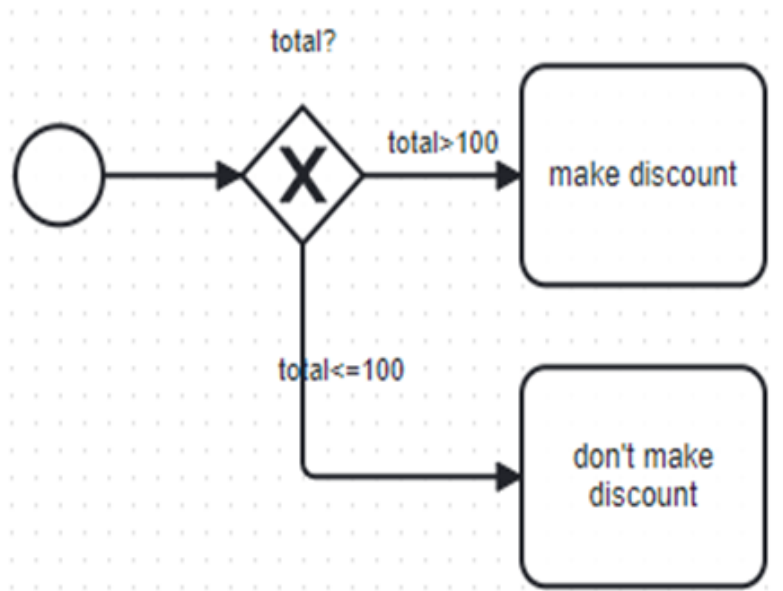 total?
total>100
X
make discount
total<=100
don't make
discount